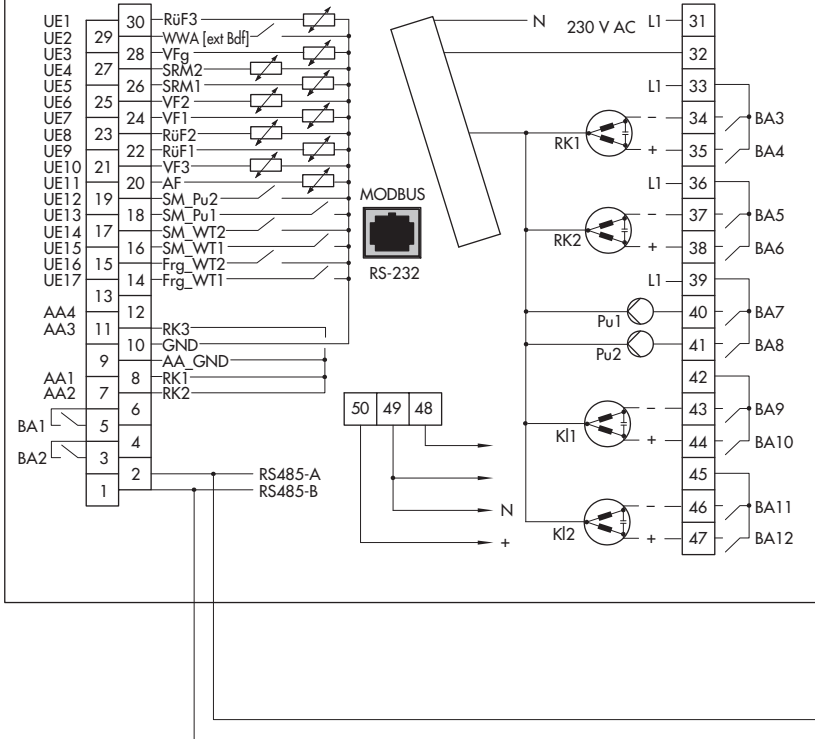 UE1 30 RüF3
UE2 29 WWA [ext Bdf]
UE3 28 VFg
UE4 27 SRM2
UE5 26 SRM1
UE6 25 VF2
UE7 24 VF1
UE8 23 RüF2
UE9 22 RüF1
UE10 21 VF3
UE11 20 AF
UE12 19 SM_Pu2
UE13 18 SM_Pu1
UE14 17 SM_WT2
UE15 16 SM_WT1
UE16 15 Frg_WT2
UE17 14 Frg_WT1
13
AA4 12
AA3 11 RK3
10 GND
9 AA_GND
AA1 8 RK1
AA2 7 RK2
6
BA1 5
4
BA2 3
2 RS485-A
1 RS485-B
MODBUS
RS-232
50 49 48
N
+
N 230 V AC L1 31
32
L1 33
RK1 - 34 BA3
+ 35 BA4
L1 36
RK2 - 37 BA5
+ 38 BA6
L1 39
Pu1 40 BA7
Pu2 41 BA8
42
Kl1 - 43 BA9
+ 44 BA10
45
Kl2 - 46 BA11
+ 47 BA12